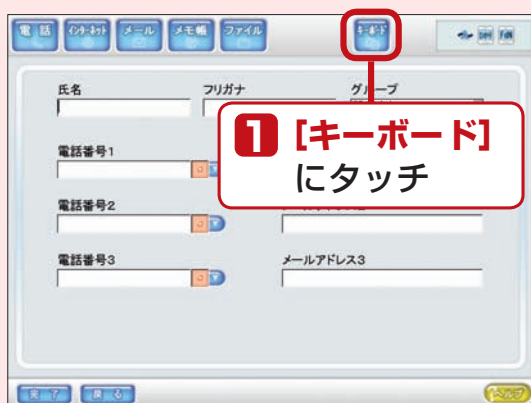 電話 インターネット メール メモ帳 ファイル キーボード
氏名 フリガナ グループ
1 [キーボード]
にタッチ
電話番号1
電話番号2
電話番号3 メールアドレス3
完了 戻る ヘルプ